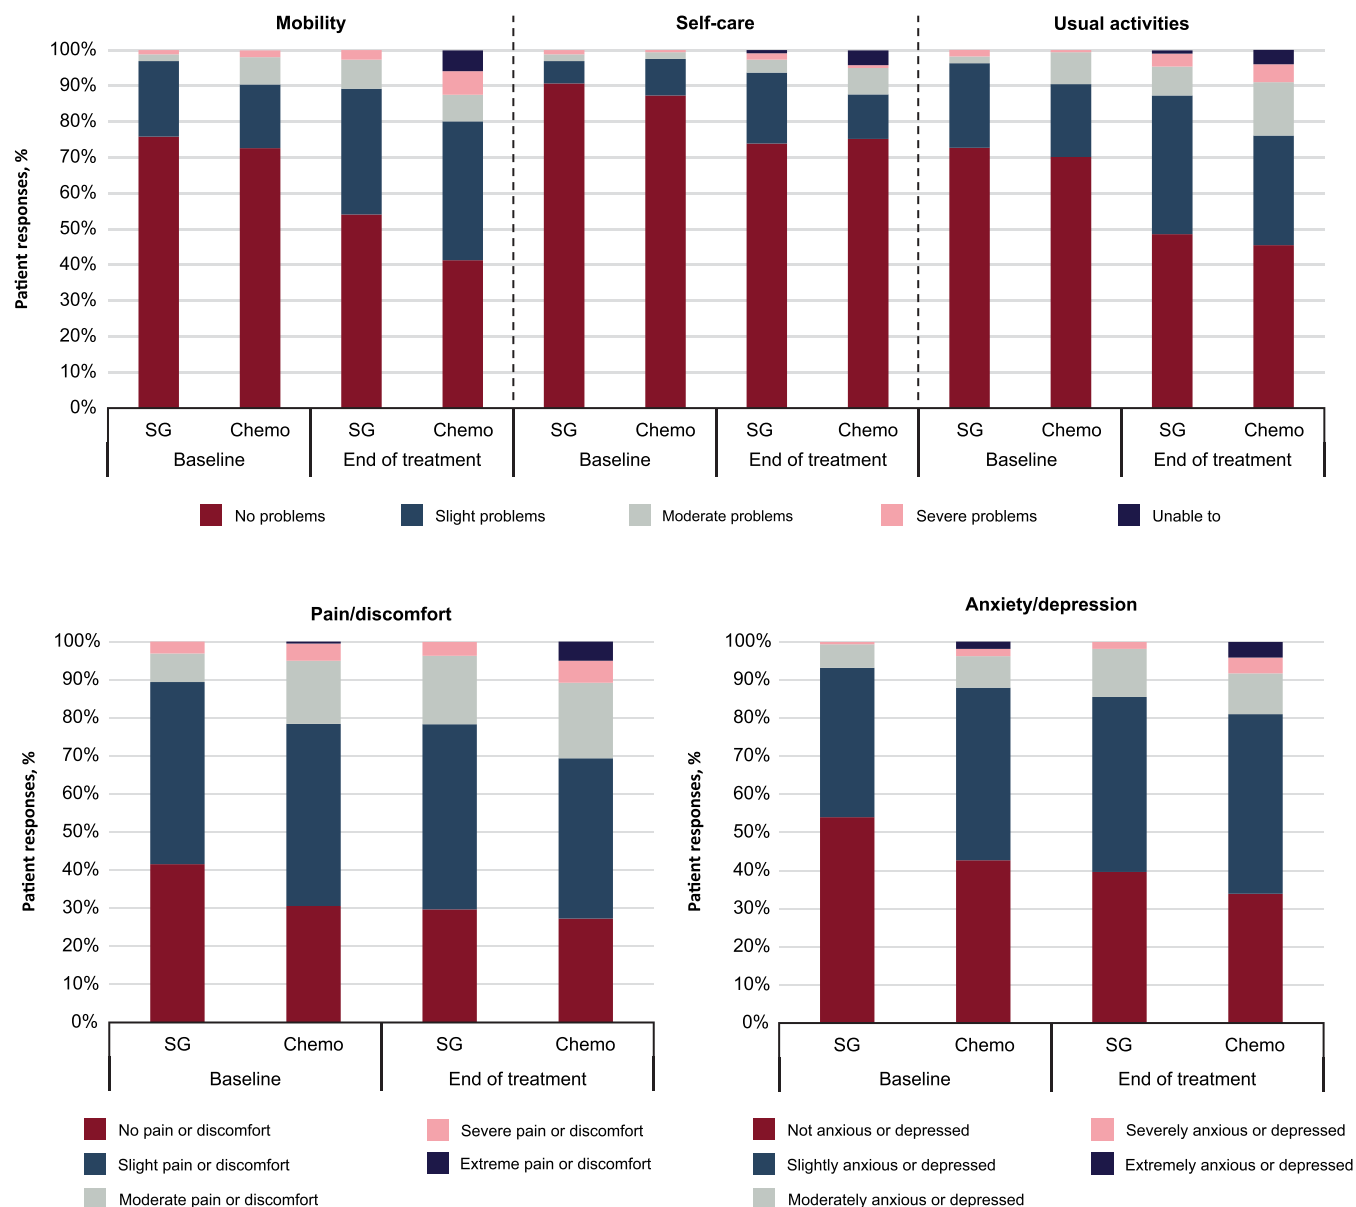 Mobility Self-care Usual activities
Patient responses, %
100%
90%
80%
70%
60%
50%
40%
30%
20%
10%
0%
SG Chemo SG Chemo SG Chemo SG Chemo SG Chemo SG Chemo
Baseline End of treatment Baseline End of treatment Baseline End of treatment
No problems Slight problems Moderate problems Severe problems Unable to
Pain/discomfort
Patient responses, %
100%
90%
80%
70%
60%
50%
40%
30%
20%
10%
0%
SG Chemo SG Chemo
Baseline End of treatment
No pain or discomfort Severe pain or discomfort
Slight pain or discomfort Extreme pain or discomfort
Moderate pain or discomfort
Anxiety/depression
Patient responses, %
100%
90%
80%
70%
60%
50%
40%
30%
20%
10%
0%
SG Chemo SG Chemo
Baseline End of treatment
Not anxious or depressed Severely anxious or depressed
Slightly anxious or depressed Extremely anxious or depressed
Moderately anxious or depressed